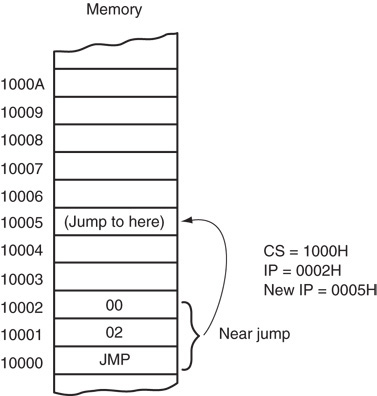 Memory
1000A
10009
10008
10007
10006
10005 (Jump to here)
10004
10003
10002 00
10001 02
10000 JMP
CS = 1000H
IP = 0002H
New IP = 0005H
Near jump